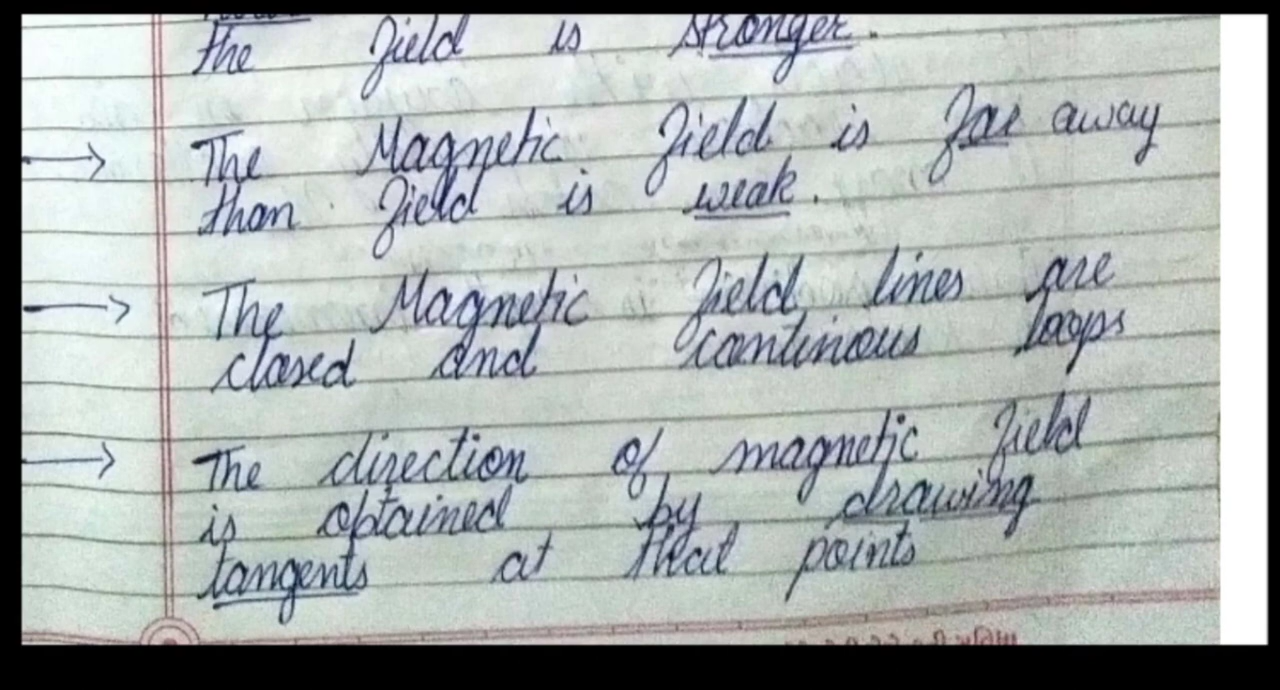 the field is stronger.
The Magnetic field is far away
than field is weak.
The Magnetic field lines are
closed and continous loops
The direction of magnetic field
is obtained by drawing
tangents at that points